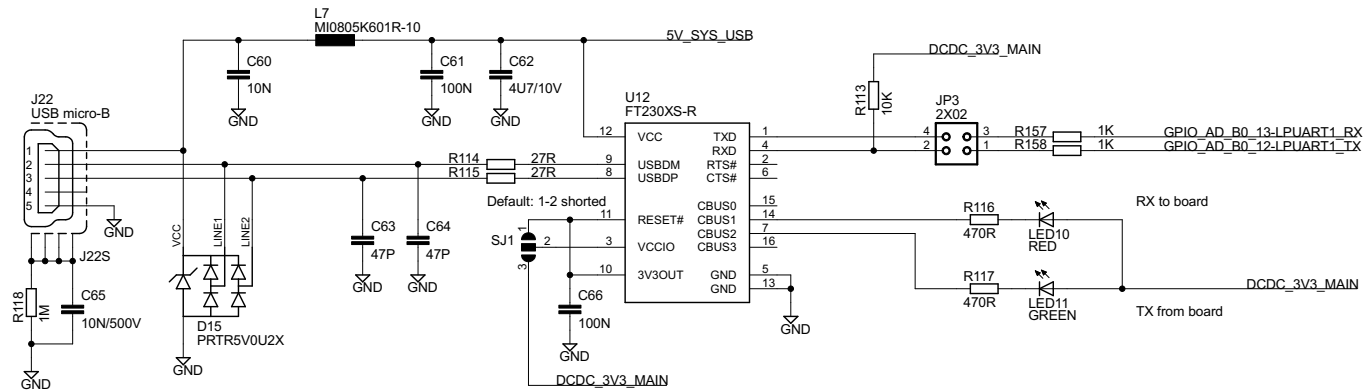 L7
MI0805K601R-10
5V_SYS_USB
DCDC_3V3_MAIN
C60
10N
GND
C61
100N
GND
C62
4U7/10V
GND
J22
USB micro-B
1
2
3
4
5
GND
J22S
R118
1M
C65
10N/500V
GND
VCC
LINE1
LINE2
D15
PRTR5V0U2X
GND
R114 27R
R115 27R
C63
47P
GND
C64
47P
GND
Default: 1-2 shorted
SJ1
1
2
3
C66
100N
GND
DCDC_3V3_MAIN
U12
FT230XS-R
12 VCC TXD 1
RXD 4
9 USBDM RTS# 2
8 USBDP CTS# 6
CBUS0 15
11 RESET# CBUS1 14
CBUS2 7
3 VCCIO CBUS3 16
10 3V3OUT GND 5
GND 13
GND
R113
10K
JP3
2X02
4 3
2 1
R157 1K GPIO_AD_B0_13-LPUART1_RX
R158 1K GPIO_AD_B0_12-LPUART1_TX
RX to board
R116
470R
LED10
RED
R117
470R
LED11
GREEN
DCDC_3V3_MAIN
TX from board